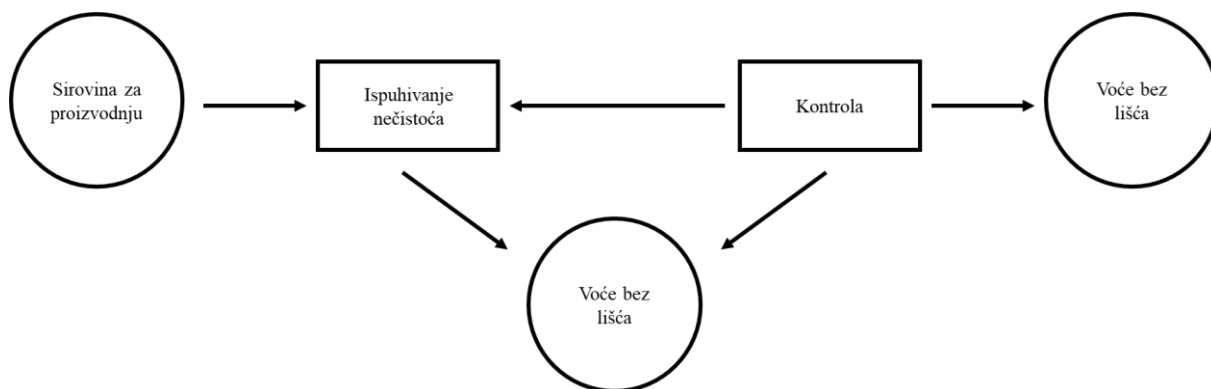 Sirovina za
proizvodnju
Ispuhivanje
nečistoća
Kontrola
Voće bez
lišća
Voće bez
lišća